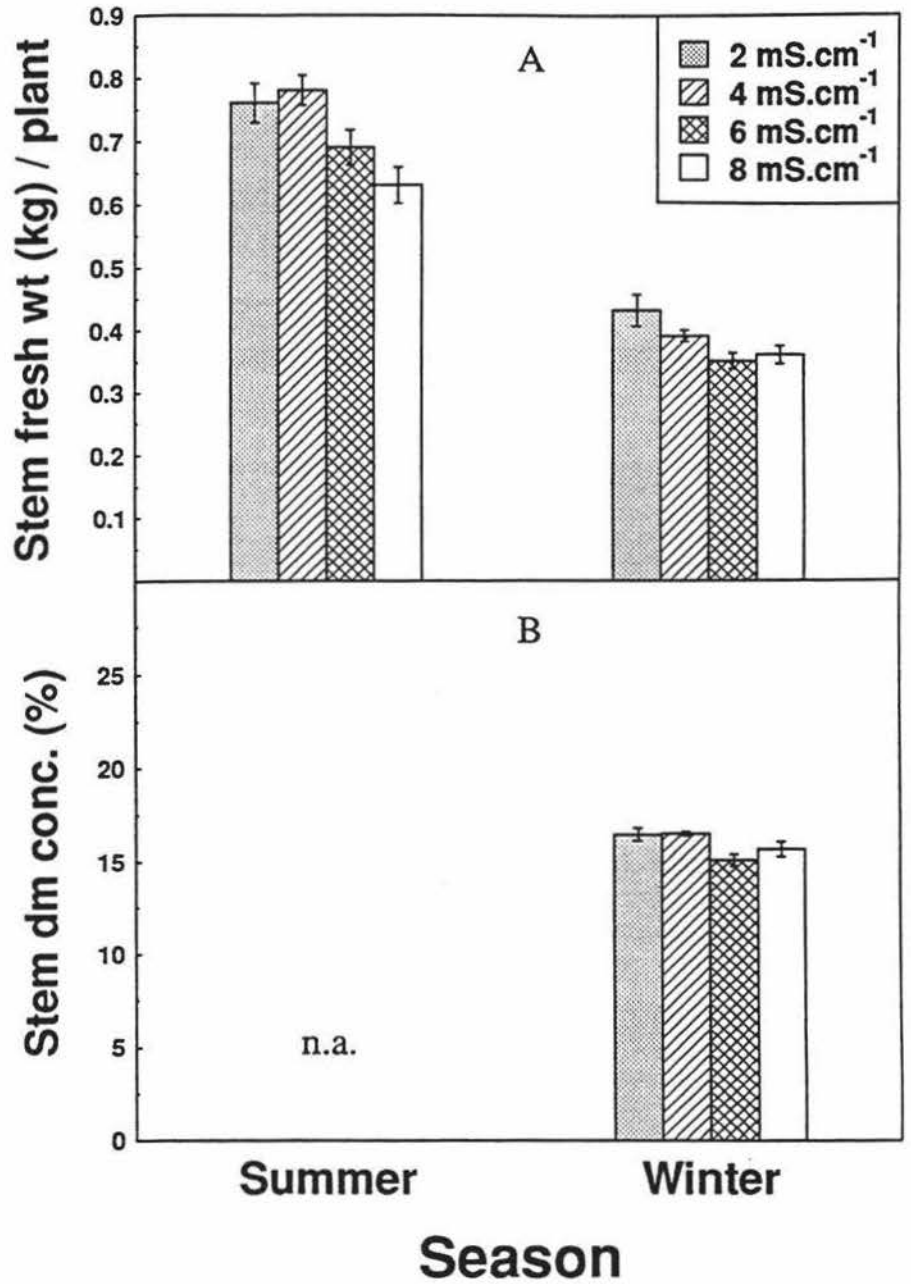 Stem fresh wt (kg) / plant
0.9
0.8
0.7
0.6
0.5
0.4
0.3
0.2
0.1
A
2 mS.cm⁻¹
4 mS.cm⁻¹
6 mS.cm⁻¹
8 mS.cm⁻¹
Stem dm conc. (%)
25
20
15
10
5
0
B
n.a.
Summer
Winter
Season